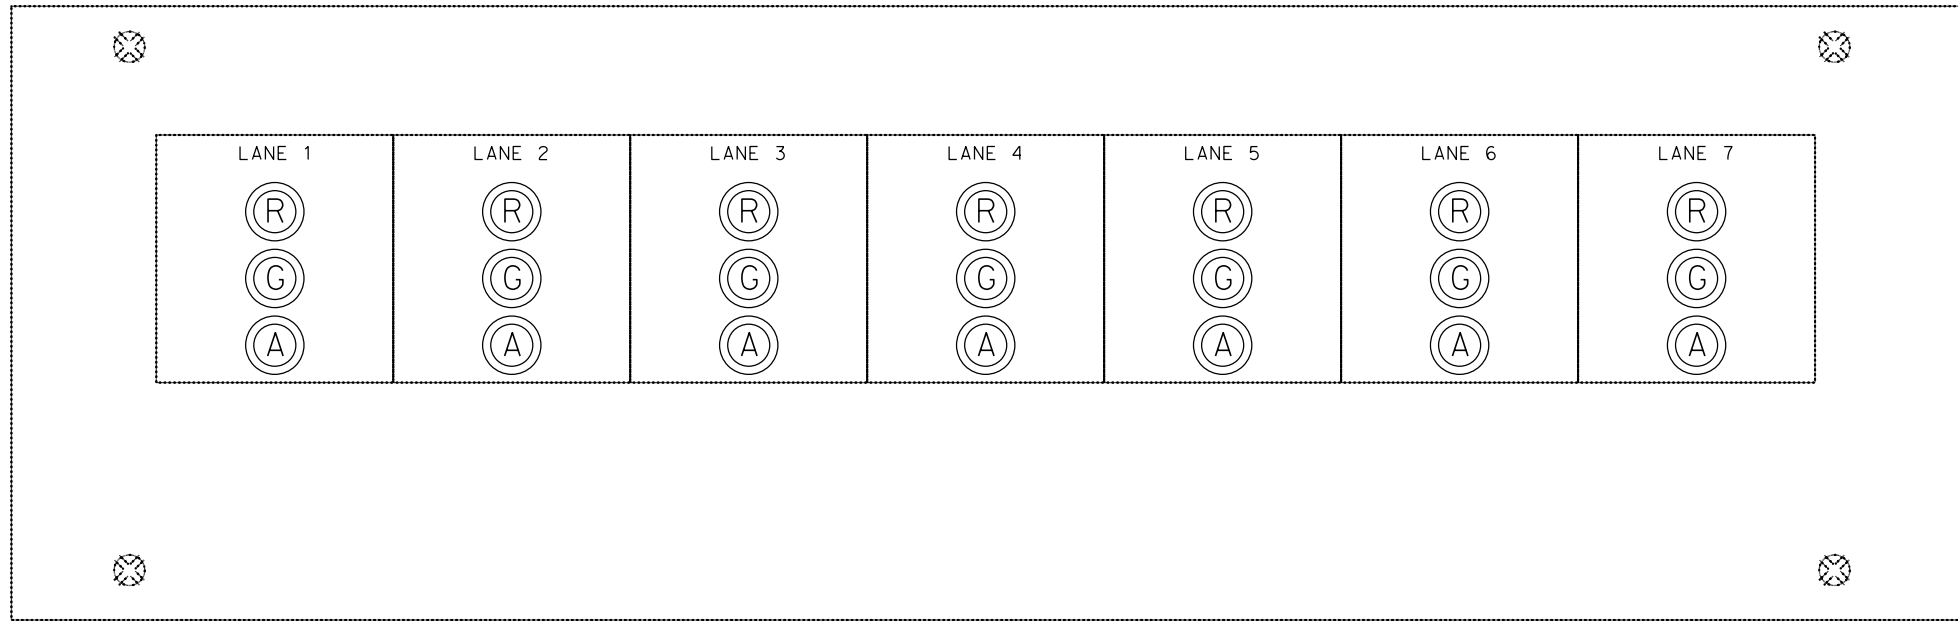 LANE 1 LANE 2 LANE 3 LANE 4 LANE 5 LANE 6 LANE 7
R R R R R R R
G G G G G G G
A A A A A A A